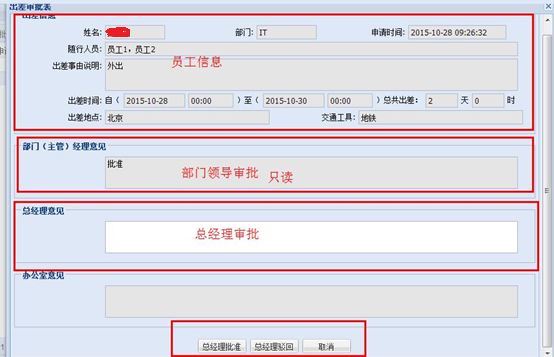 出差审批表
出差信息
姓名: 部门: IT 申请时间: 2015-10-28 09:26:32
随行人员: 员工1, 员工2
出差事由说明: 外出
员工信息
出差时间: 自( 2015-10-28 00:00 )至( 2015-10-30 00:00 )总共出差: 2 天 0 时
出差地点: 北京 交通工具: 地铁
部门(主管)经理意见
批准
部门领导审批 只读
总经理意见
总经理审批
办公室意见
总经理批准 总经理驳回 取消